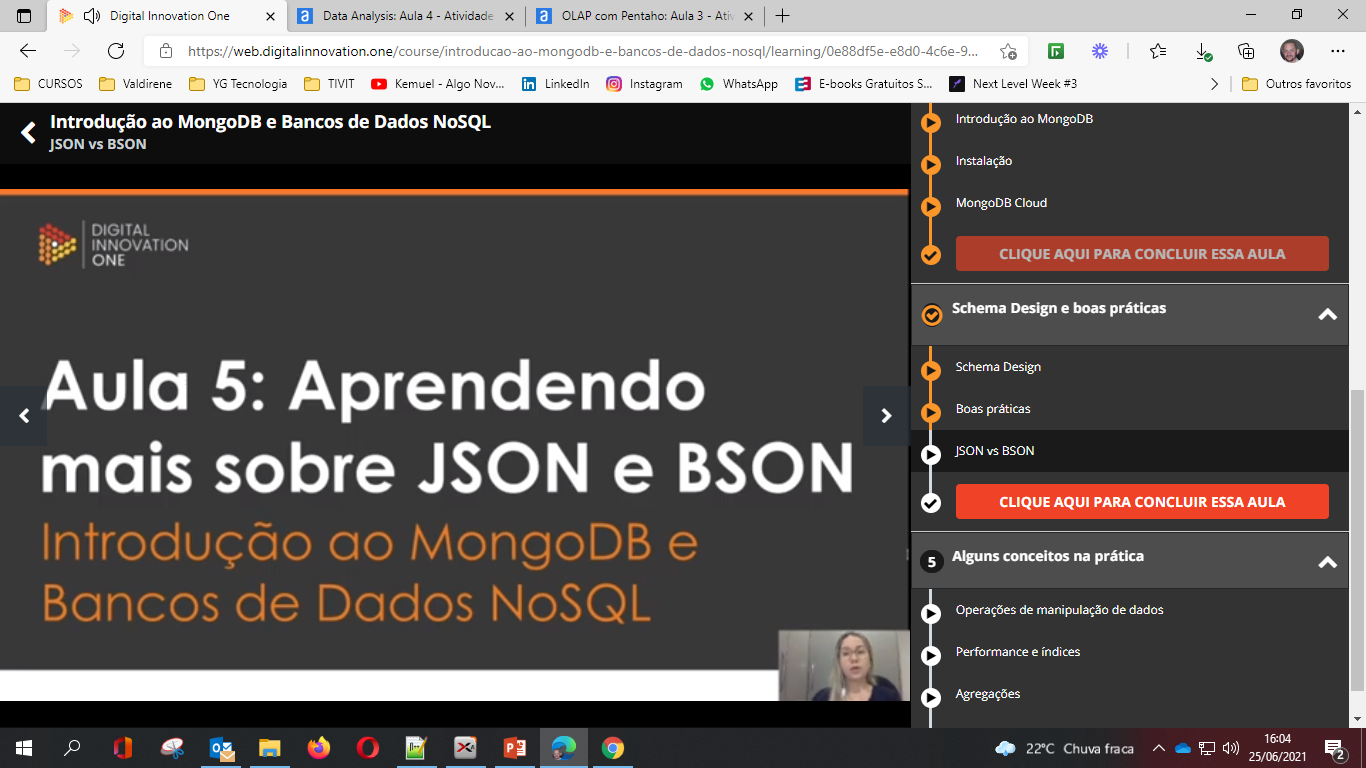 Digital Innovation One
Data Analysis: Aula 4 - Atividade
OLAP com Pentaho: Aula 3 - Ativ
https://web.digitalinnovation.one/course/introducao-ao-mongodb-e-bancos-de-dados-nosql/learning/0e88df5e-e8d0-4c6e-9...
CURSOS
Valdirene
YG Tecnologia
TIVIT
Kemuel - Algo Nov...
LinkedIn
Instagram
WhatsApp
E-books Gratuitos S...
Next Level Week #3
Outros favoritos
Introdução ao MongoDB e Bancos de Dados NoSQL
JSON vs BSON
DIGITAL
INNOVATION
ONE
Aula 5: Aprendendo
mais sobre JSON e BSON
Introdução ao MongoDB e
Bancos de Dados NoSQL
Introdução ao MongoDB
Instalação
MongoDB Cloud
CLIQUE AQUI PARA CONCLUIR ESSA AULA
Schema Design e boas práticas
Schema Design
Boas práticas
JSON vs BSON
CLIQUE AQUI PARA CONCLUIR ESSA AULA
5
Alguns conceitos na prática
Operações de manipulação de dados
Performance e índices
Agregações
22°C Chuva fraca
16:04
25/06/2021
2